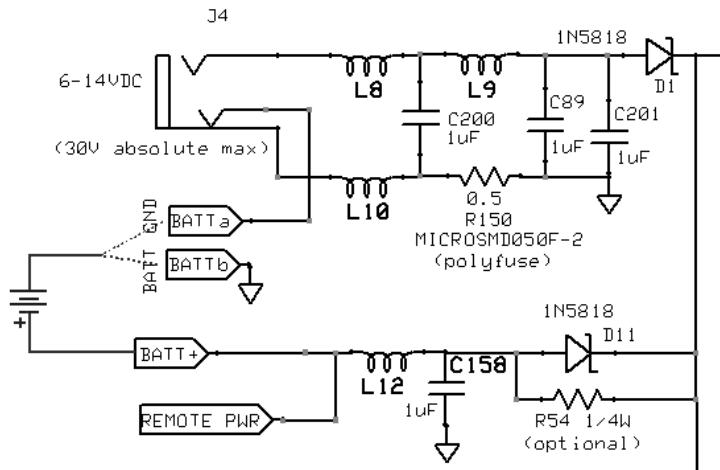 J4
1N5818
L8
L9
D1
6-14VDC
C200
1uF
C89
1uF
C201
1uF
(30V absolute max)
L10
0.5
R150
MICROSMD050F-2
(polyfuse)
BATT GND
BATTa
BATTb
+
BATT+
REMOTE PWR
L12
C158
1uF
1N5818
D11
R54 1/4W
(optional)